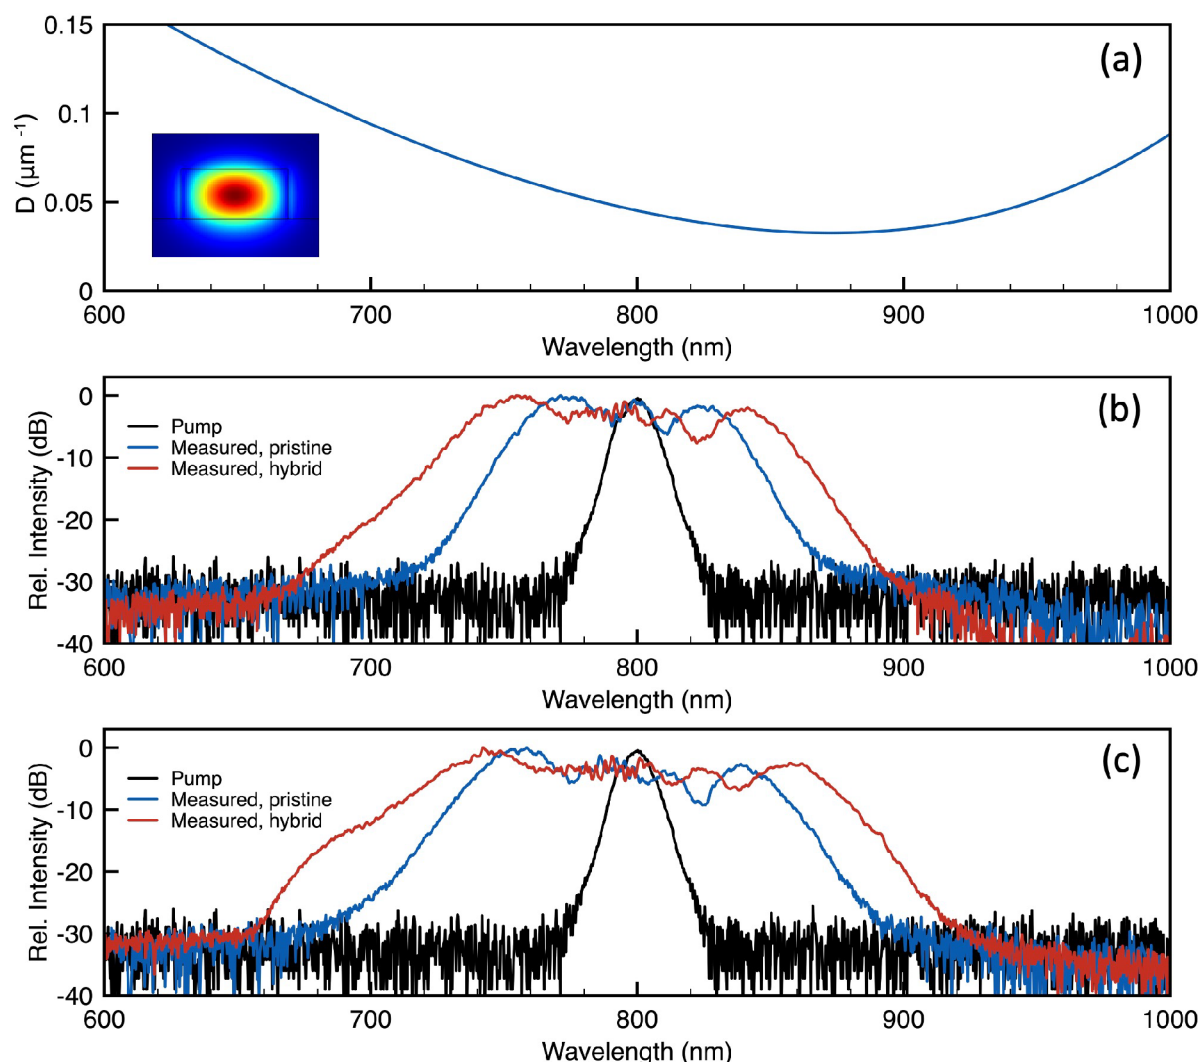 0.15
(a)
0.1
D (µm ⁻¹)
0.05
0
600 700 800 900 1000
Wavelength (nm)
0
(b)
Pump
Measured, pristine
Measured, hybrid
-10
Rel. Intensity (dB)
-20
-30
-40
600 700 800 900 1000
Wavelength (nm)
0
(c)
Pump
Measured, pristine
Measured, hybrid
-10
Rel. Intensity (dB)
-20
-30
-40
600 700 800 900 1000
Wavelength (nm)